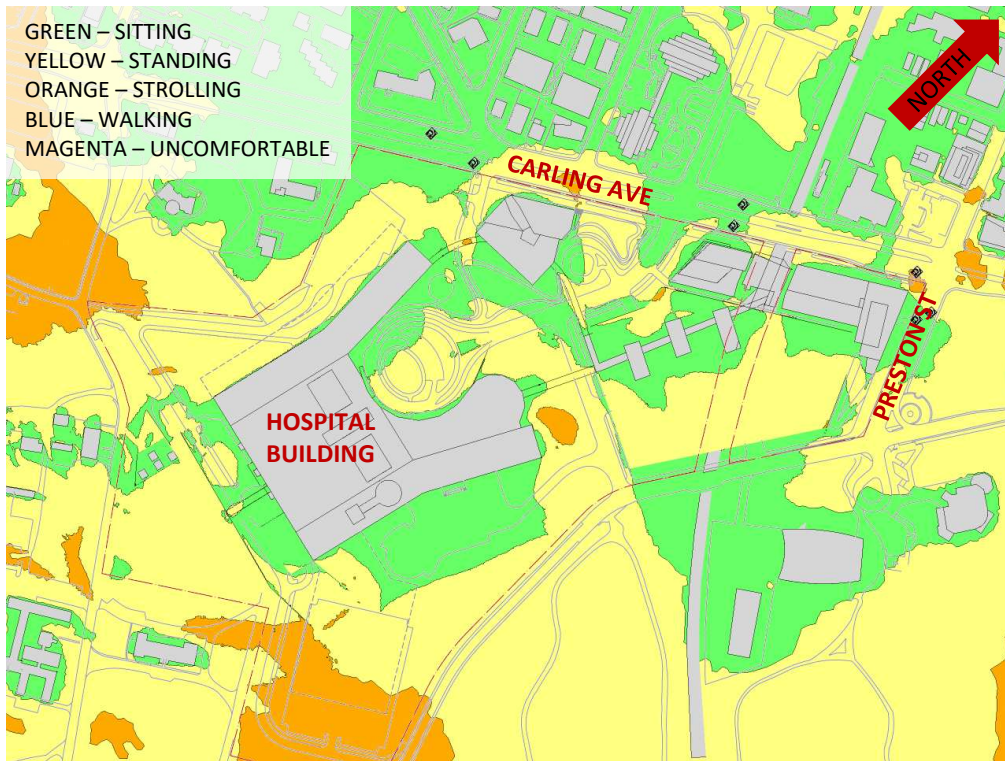 GREEN – SITTING
YELLOW – STANDING
ORANGE – STROLLING
BLUE – WALKING
MAGENTA – UNCOMFORTABLE
NORTH
CARLING AVE
PRESTON ST
HOSPITAL
BUILDING